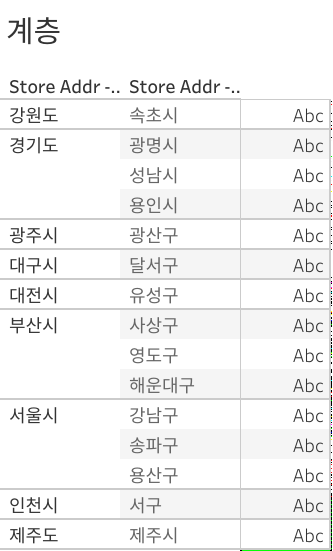 계층
Store Addr -.. Store Addr -..
강원도 속초시 Abc
경기도 광명시 Abc
성남시 Abc
용인시 Abc
광주시 광산구 Abc
대구시 달서구 Abc
대전시 유성구 Abc
부산시 사상구 Abc
영도구 Abc
해운대구 Abc
서울시 강남구 Abc
송파구 Abc
용산구 Abc
인천시 서구 Abc
제주도 제주시 Abc